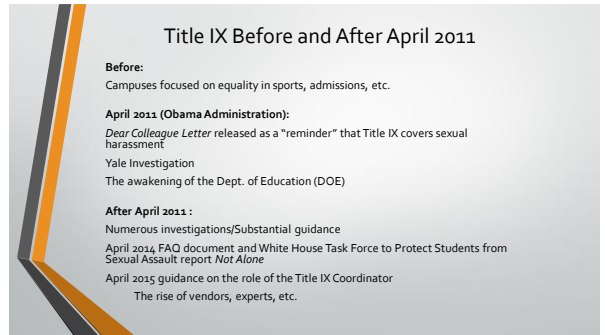 Title IX Before and After April 2011
Before:
Campuses focused on equality in sports, admissions, etc.
April 2011 (Obama Administration):
Dear Colleague Letter released as a “reminder” that Title IX covers sexual
harassment
Yale Investigation
The awakening of the Dept. of Education (DOE)
After April 2011 :
Numerous investigations/Substantial guidance
April 2014 FAQ document and White House Task Force to Protect Students from
Sexual Assault report Not Alone
April 2015 guidance on the role of the Title IX Coordinator
The rise of vendors, experts, etc.